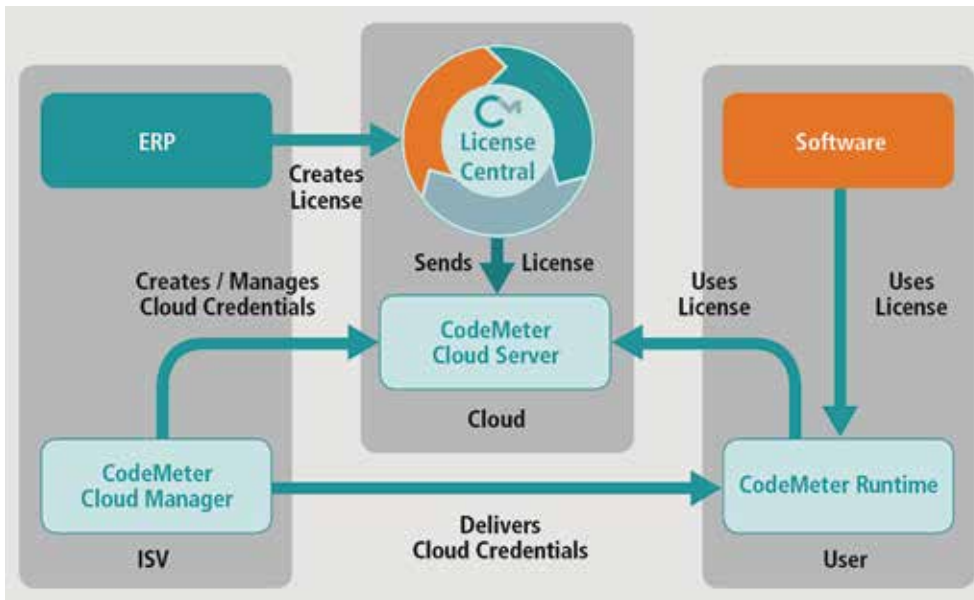 ERP
Creates
License
CM
License
Central
Software
Sends License
Creates / Manages
Cloud Credentials
Uses
License
Uses
License
CodeMeter
Cloud Server
Cloud
CodeMeter
Cloud Manager
CodeMeter Runtime
Delivers
Cloud Credentials
ISV
User